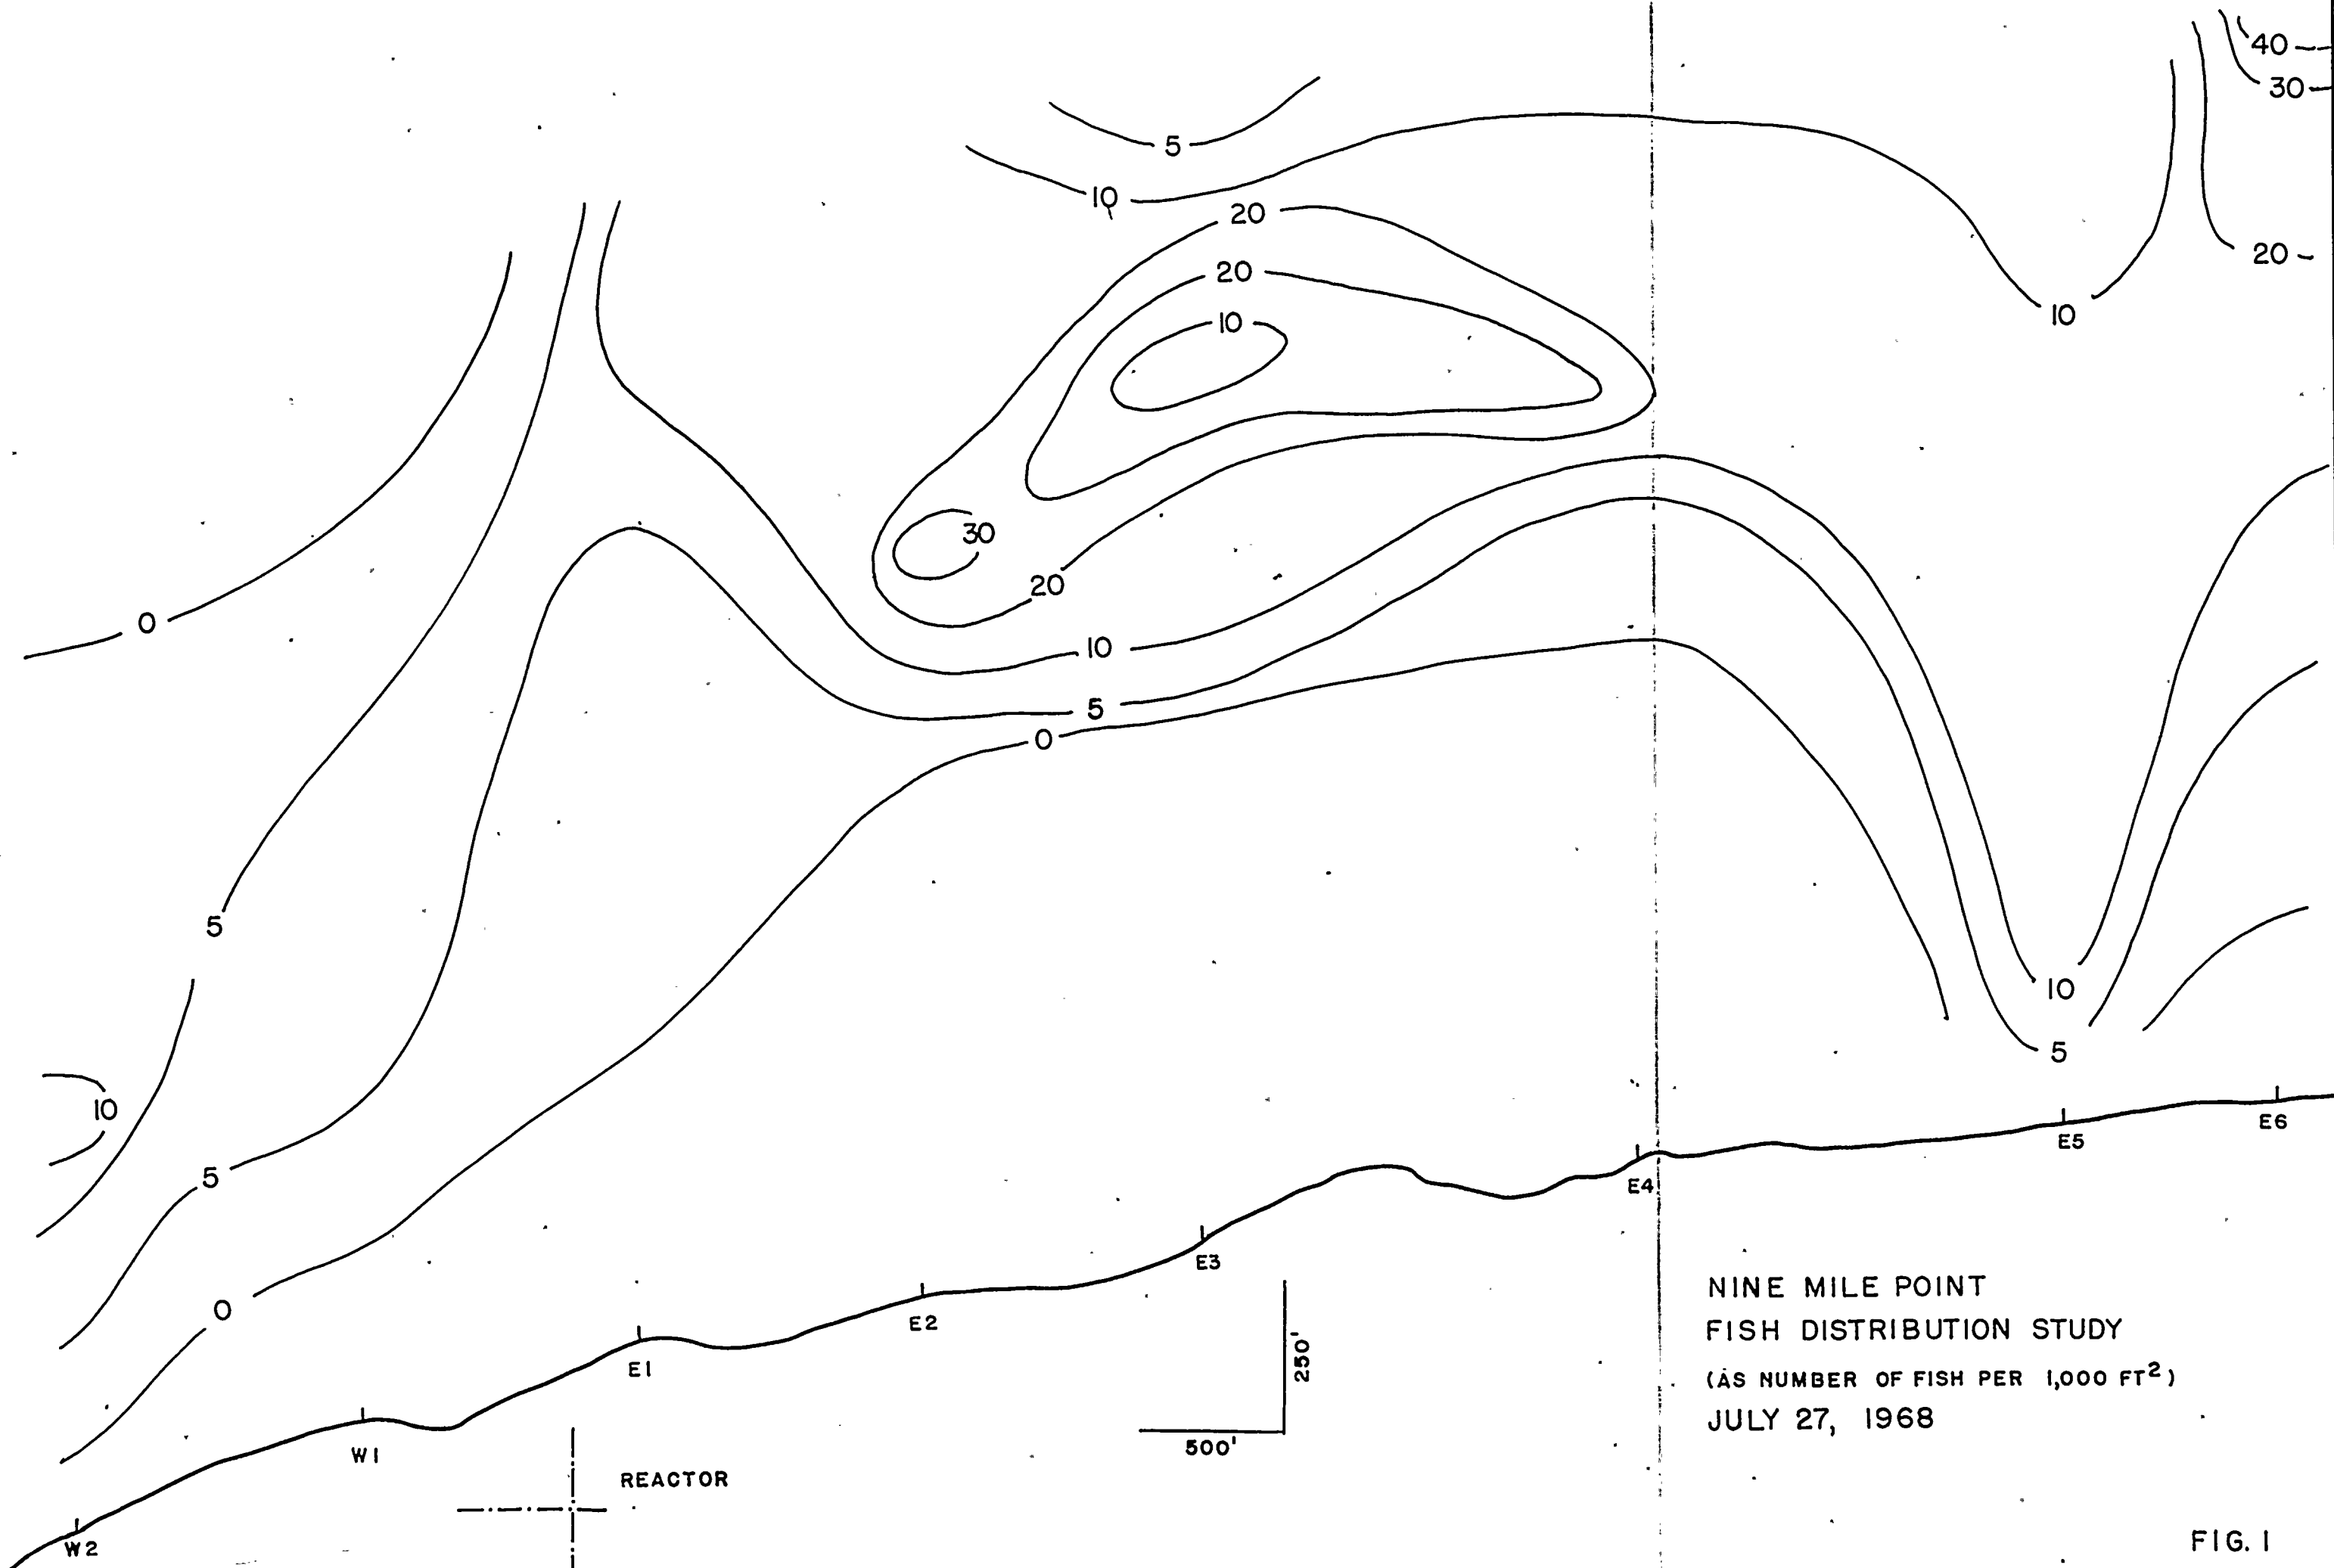 40
30
5
10
20
20
20
10
10
30
20
0
10
5
0
5
10
5
10
5
0
E6
E5
E4
E3
E2
E1
W1
W2
250'
500'
REACTOR
NINE MILE POINT
FISH DISTRIBUTION STUDY
(AS NUMBER OF FISH PER 1,000 FT²)
JULY 27, 1968
FIG. 1